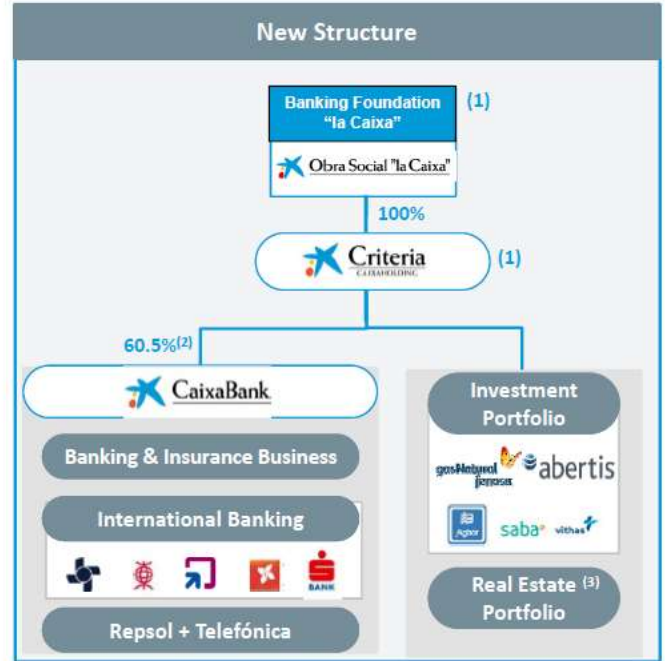 New Structure
Banking Foundation
"la Caixa"
(1)
Obra Social "la Caixa"
100%
Criteria
CAIXAHOLDING
(1)
60.5%(2)
CaixaBank
Banking & Insurance Business
International Banking
BANK
Repsol + Telefónica
Investment
Portfolio
gasNatural
fenosa
abertis
Agbar
saba
vithas
Real Estate (3)
Portfolio